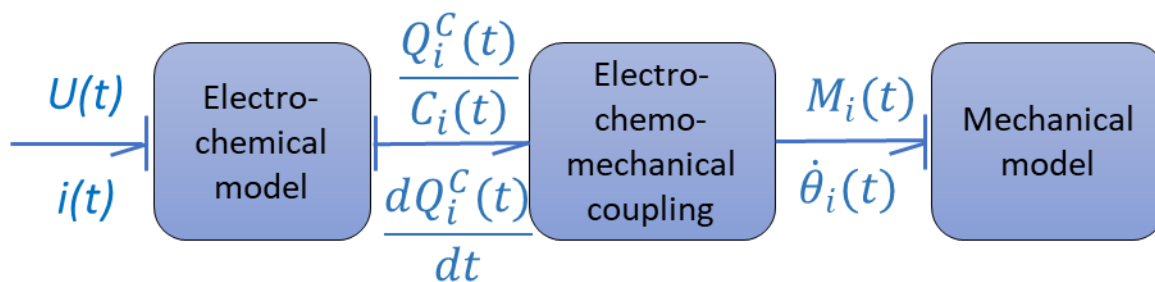 U(t)
i(t)
Electro-
chemical
model
Q_i^C(t)
C_i(t)
dQ_i^C(t)
dt
Electro-
chemo-
mechanical
coupling
M_i(t)
θ̇_i(t)
Mechanical
model